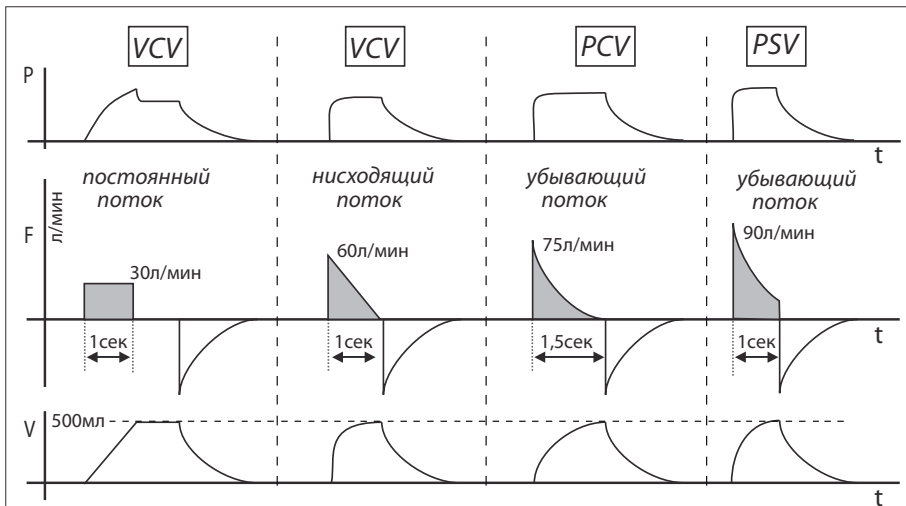 VCV
VCV
PCV
PSV
P
t
постоянный
поток
нисходящий
поток
убывающий
поток
убывающий
поток
F
л/мин
30л/мин
60л/мин
75л/мин
90л/мин
1сек
1сек
1,5сек
1сек
t
V
500мл
t